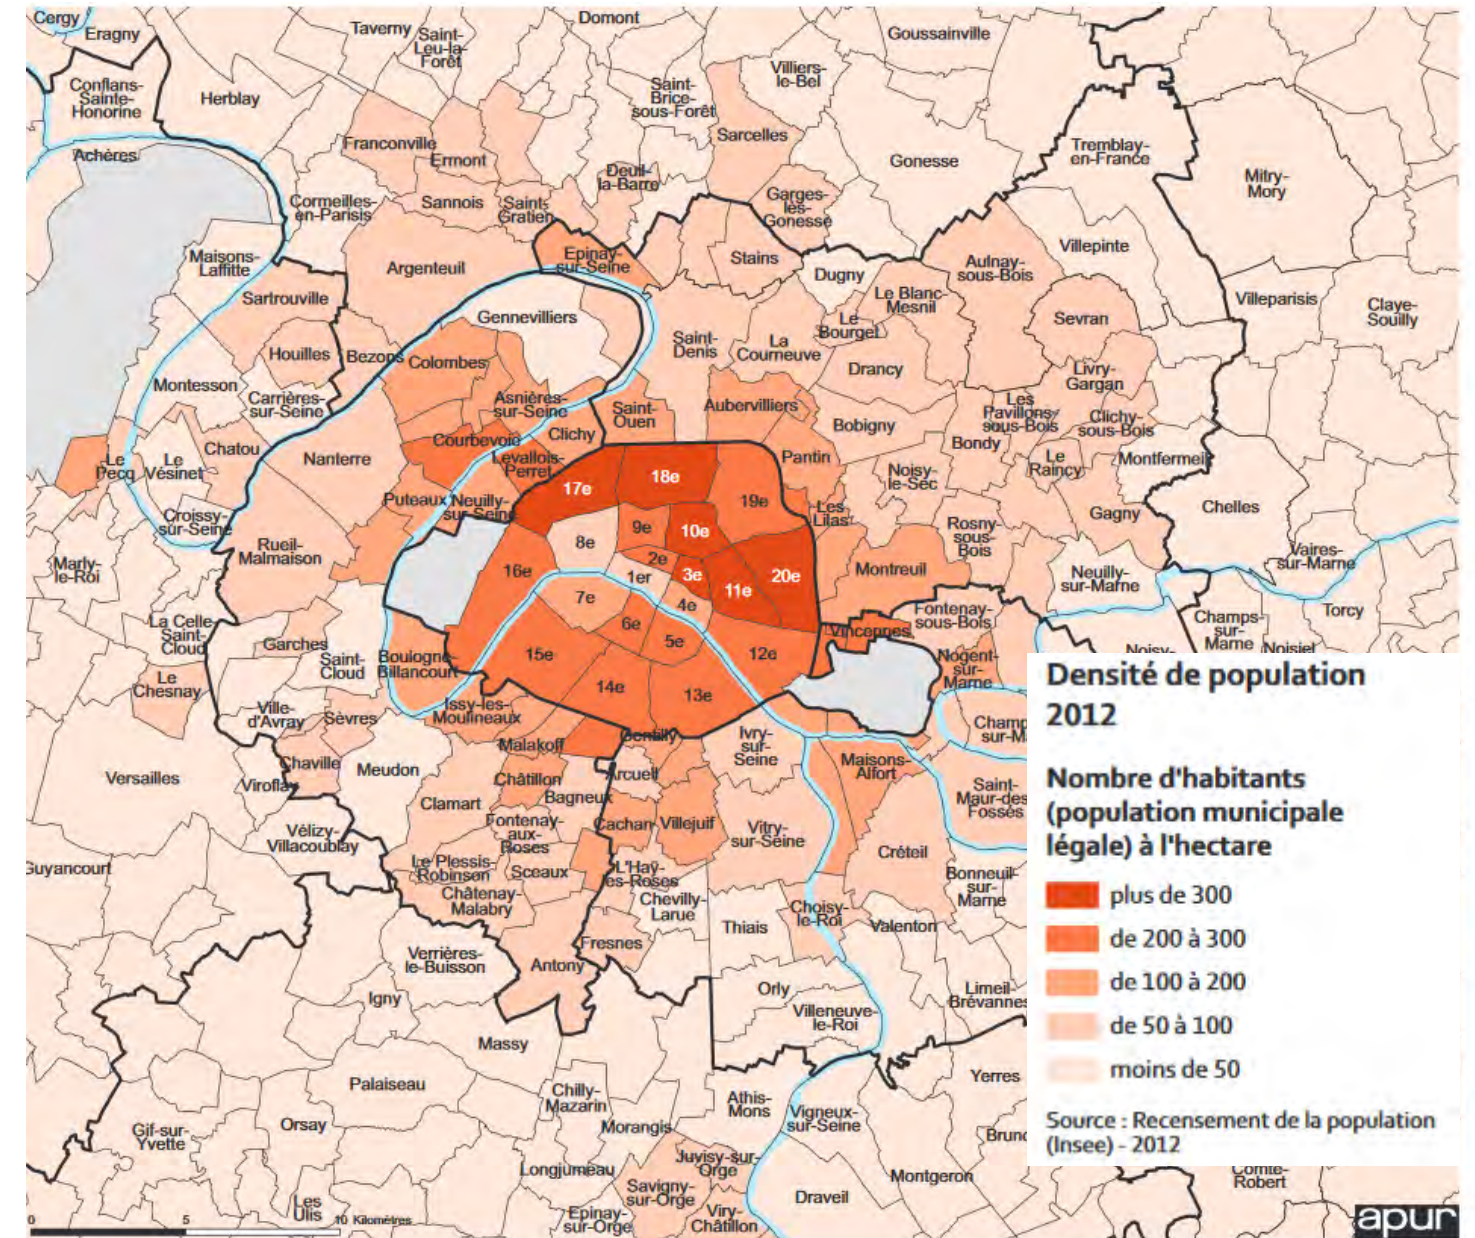 Cergy
Eragny
Taverny
Saint-
Leu-la-
Forêt
Domont
Goussainville
Conflans-
Sainte-
Honorine
Herblay
Saint-
Brice-
sous-Forêt
Villiers-
le-Bel
Achères
Franconville
Ermont
Sarcelles
Gonesse
Tremblay-
en-France
Mitry-
Mory
Deuil-
la-Barre
Cormeilles-
en-Parisis
Sannois
Saint-
Gratien
Garges-
les-
Gonesse
Maisons-
Laffitte
Argenteuil
Epinay-
sur-Seine
Stains
Dugny
Villepinte
Aulnay-
sous-Bois
Sartrouville
Gennevilliers
Le Blanc-
Mesnil
Le
Bourget
Sevran
Villeparisis
Claye-
Souilly
Houilles
Bezons
Colombes
Saint-
Denis
La
Courneuve
Drancy
Livry-
Gargan
Montesson
Carrières-
sur-Seine
Asnières-
sur-Seine
Saint-
Ouen
Aubervilliers
Bobigny
Les
Pavillons-
sous-Bois
Clichy-
sous-Bois
Courbevoie
Clichy
Bondy
Le
Pecq
Le
Vésinet
Chatou
Nanterre
Levallois-
Perret
Pantin
Noisy-
le-Sec
Le
Raincy
Montfermeil
17e
18e
19e
Puteaux
Neuilly-
sur-Seine
Croissy-
sur-Seine
Les
Lilas
Gagny
Chelles
Rueil-
Malmaison
8e
9e
10e
Rosny-
sous-
Bois
Marly-
le-Roi
16e
2e
1er
3e
11e
20e
Montreuil
Neuilly-
sur-Marne
Vaires-
sur-Marne
7e
4e
Fontenay-
sous-Bois
Champs-
sur-
Marne
Torcy
La Celle-
Saint-
Cloud
Garches
6e
5e
Vincennes
Noisiel
Noisy-
Saint-
Cloud
Boulogne-
Billancourt
15e
12e
Nogent-
sur-
Marne
Le
Chesnay
14e
13e
Ville-
d'Avray
Sèvres
Issy-les-
Moulineaux
Champ
sur-M
Malakoff
Gentilly
Ivry-
sur-
Seine
Maisons-
Alfort
Versailles
Viroflay
Chaville
Meudon
Châtillon
Arcueil
Saint-
Maur-des
Fossés
Clamart
Bagneux
Vélizy-
Villacoublay
Fontenay-
aux-
Roses
Cachan
Villejuif
Vitry-
sur-Seine
Créteil
Guyancourt
Le Plessis-
Robinson
Sceaux
L'Haÿ-
les-Roses
Bonneuil-
sur-
Marne
Châtenay-
Malabry
Chevilly-
Larue
Thiais
Choisy-
le-Roi
Valenton
Verrières-
le-Buisson
Antony
Fresnes
Igny
Orly
Villeneuve-
le-Roi
Limeil-
Brévannes
Massy
Palaiseau
Chilly-
Mazarin
Athis-
Mons
Vigneux-
sur-Seine
Yerres
Gif-sur-
Yvette
Orsay
Morangis
Brun
Longjumeau
Juvisy-sur-
Orge
Montgeron
Savigny-
sur-Orge
Draveil
Comte-
Robert
Les
Ulis
Epinay-
sur-Orge
Viry-
Châtillon
0 5 10 Kilomètres
Densité de population
2012
Nombre d'habitants
(population municipale
légale) à l'hectare
plus de 300
de 200 à 300
de 100 à 200
de 50 à 100
moins de 50
Source : Recensement de la population
(Insee) - 2012
apur